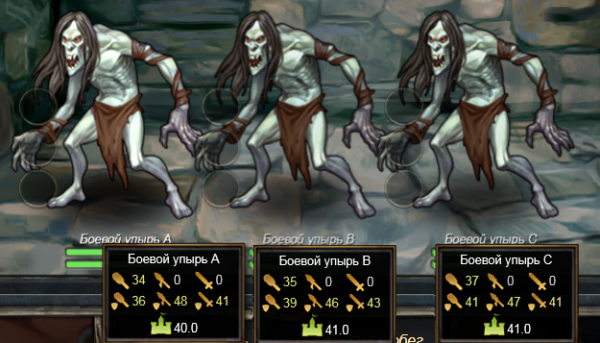 Боевой упырь A
Боевой упырь B
Боевой упырь C
Боевой упырь A
34 0 0
36 48 41
40.0
Боевой упырь B
35 0 0
39 46 43
41.0
Боевой упырь C
37 0 0
41 47 41
41.0
обег